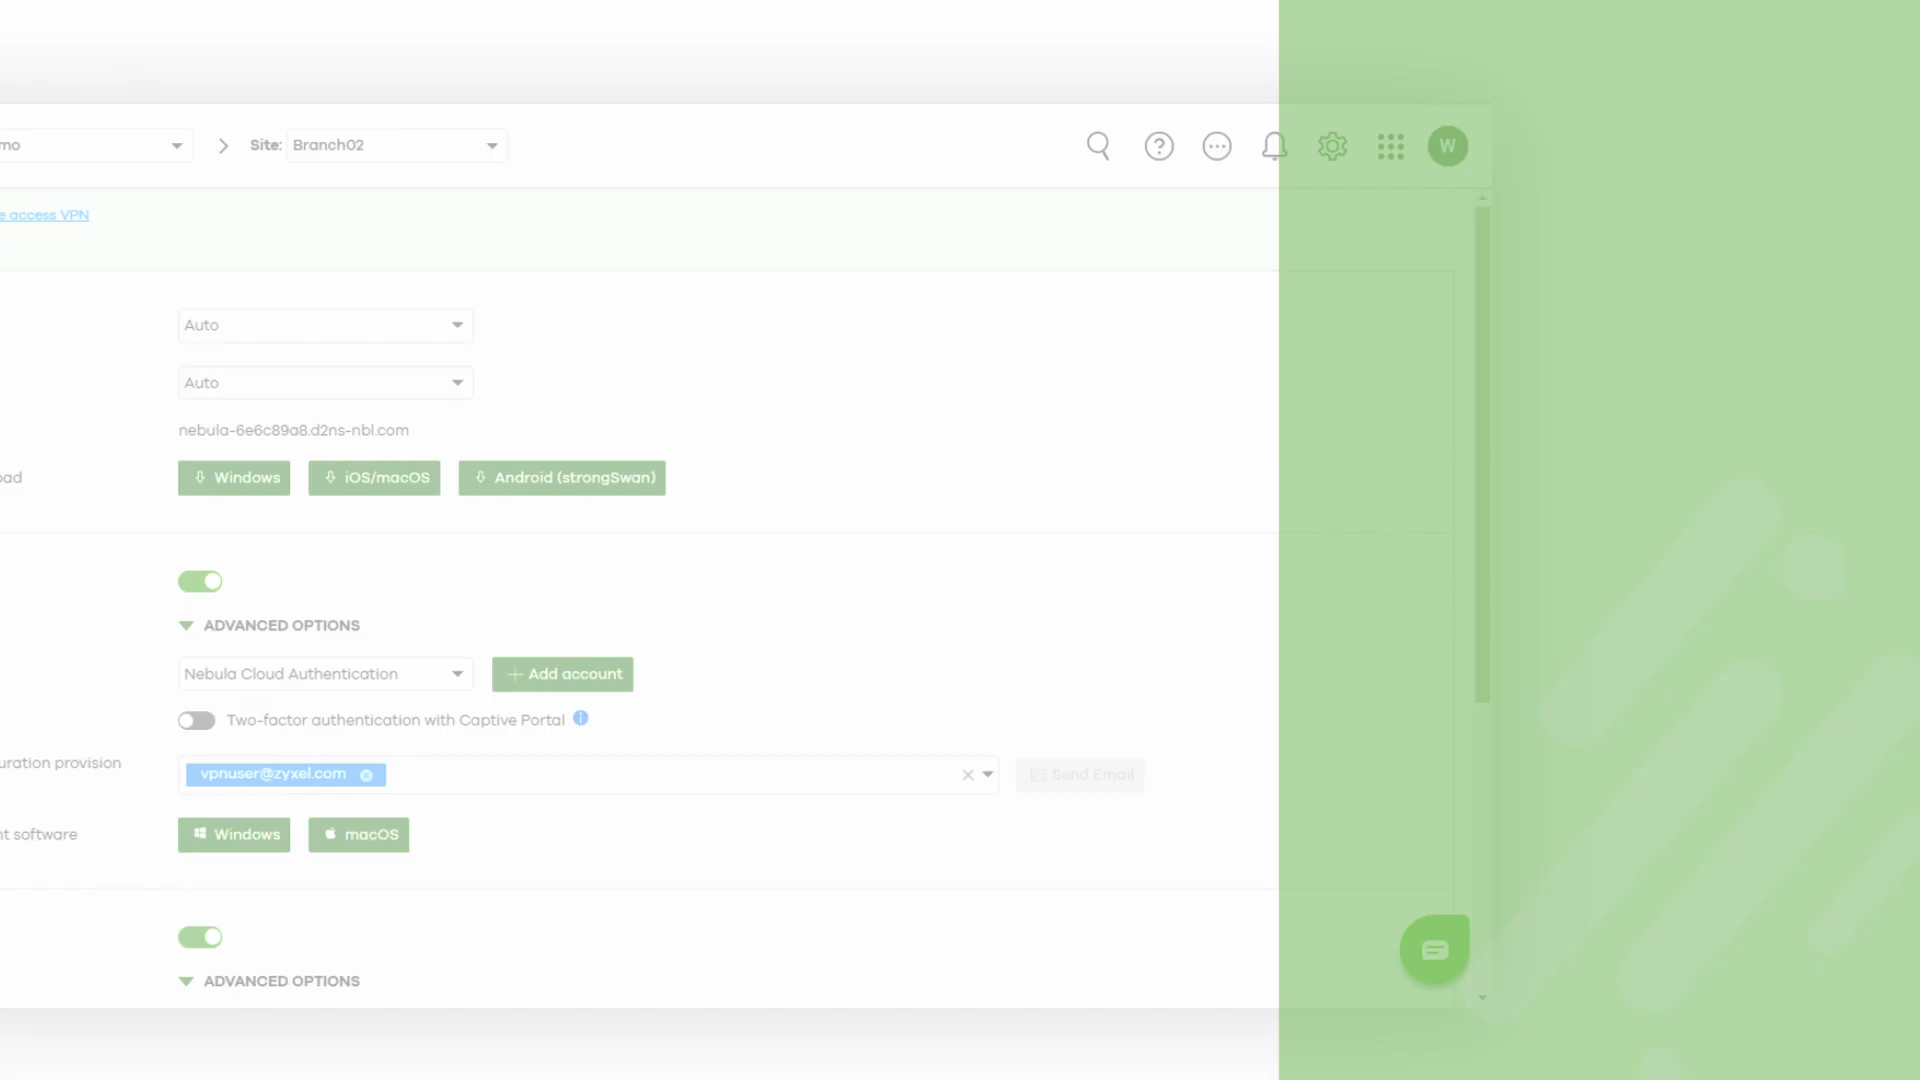 mo Site: Branch02 W
e access VPN
Auto
Auto
nebula-6e6c89a8.d2ns-nbl.com
oad Windows iOS/macOS Android (strongSwan)
ADVANCED OPTIONS
Nebula Cloud Authentication Add account
Two-factor authentication with Captive Portal
uration provision vpnuser@zyxel.com Send Email
nt software Windows macOS
ADVANCED OPTIONS